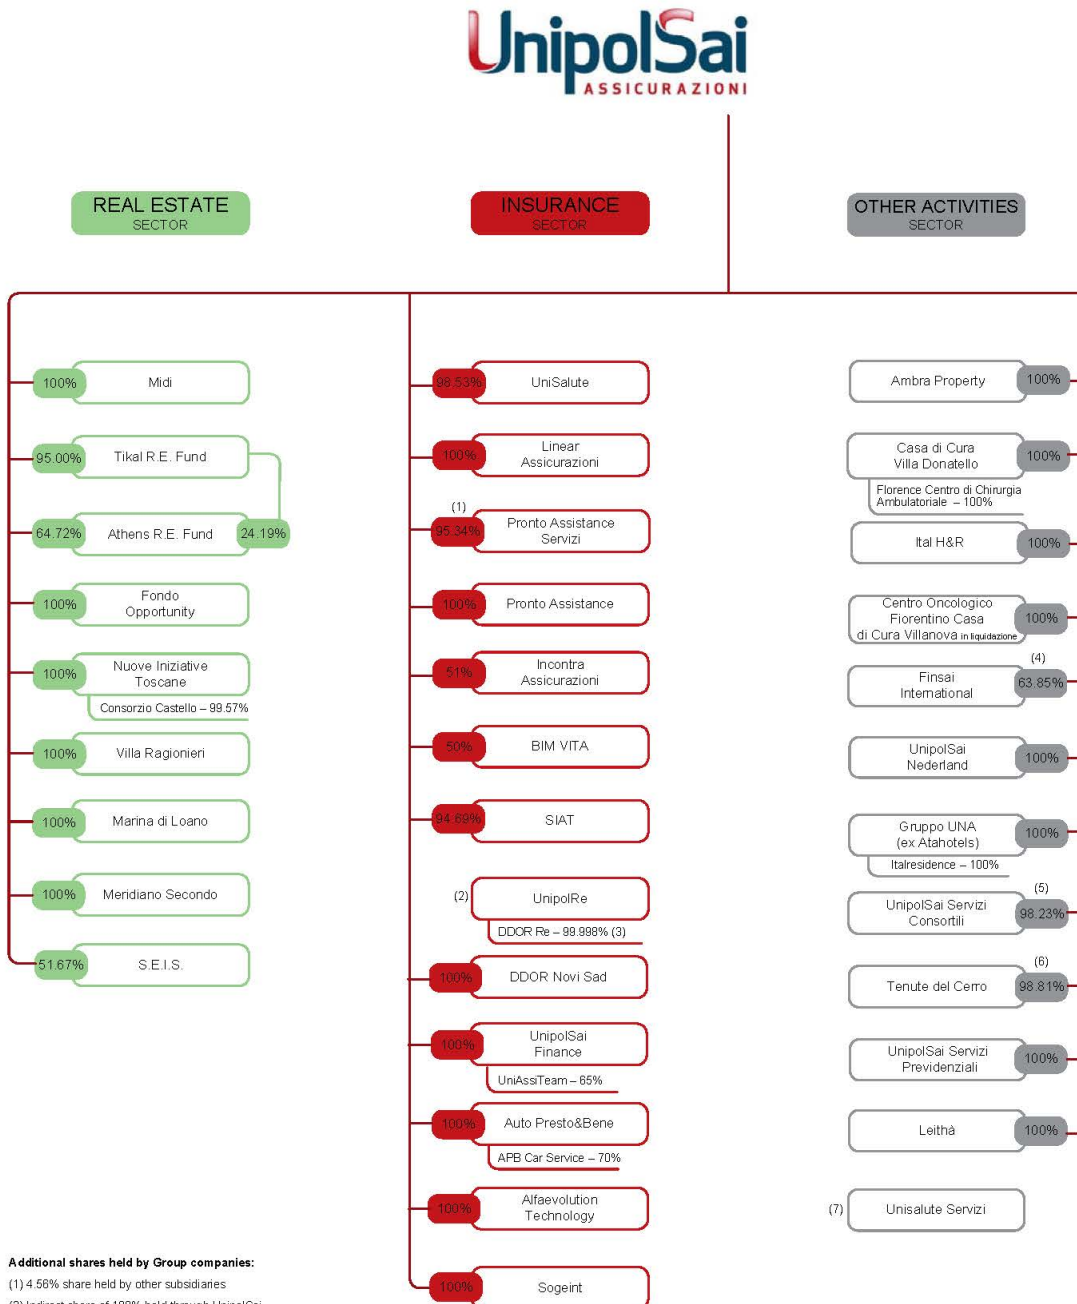 UnipolSai
ASSICURAZIONI
REAL ESTATE
SECTOR
INSURANCE
SECTOR
OTHER ACTIVITIES
SECTOR
100%
Midi
95.00%
Tikal R.E. Fund
64.72%
Athens R.E. Fund
24.19%
100%
Fondo
Opportunity
100%
Nuove Iniziative
Toscane
Consorzio Castello – 99.57%
100%
Villa Ragionieri
100%
Marina di Loano
100%
Meridiano Secondo
51.67%
S.E.I.S.
98.53%
UniSalute
100%
Linear
Assicurazioni
(1)
95.34%
Pronto Assistance
Servizi
100%
Pronto Assistance
51%
Incontra
Assicurazioni
50%
BIM VITA
94.69%
SIAT
(2)
UnipolRe
DDOR Re – 99.998% (3)
100%
DDOR Novi Sad
100%
UnipolSai
Finance
UniAssiTeam – 65%
100%
Auto Presto&Bene
APB Car Service – 70%
100%
Alfaevolution
Technology
100%
Sogeint
Ambra Property
100%
Casa di Cura
Villa Donatello
100%
Florence Centro di Chirurgia
Ambulatoriale – 100%
Ital H&R
100%
Centro Oncologico
Fiorentino Casa
di Cura Villanova in liquidazione
100%
(4)
Finsai
International
63.85%
UnipolSai
Nederland
100%
Gruppo UNA
(ex Atahotels)
100%
Italresidence – 100%
(5)
UnipolSai Servizi
Consortili
98.23%
(6)
Tenute del Cerro
98.81%
UnipolSai Servizi
Previdenziali
100%
Leithà
100%
(7)
Unisalute Servizi
Additional shares held by Group companies:
(1) 4.56% share held by other subsidiaries
(2) Indirect share of 100% held through UnipolSai